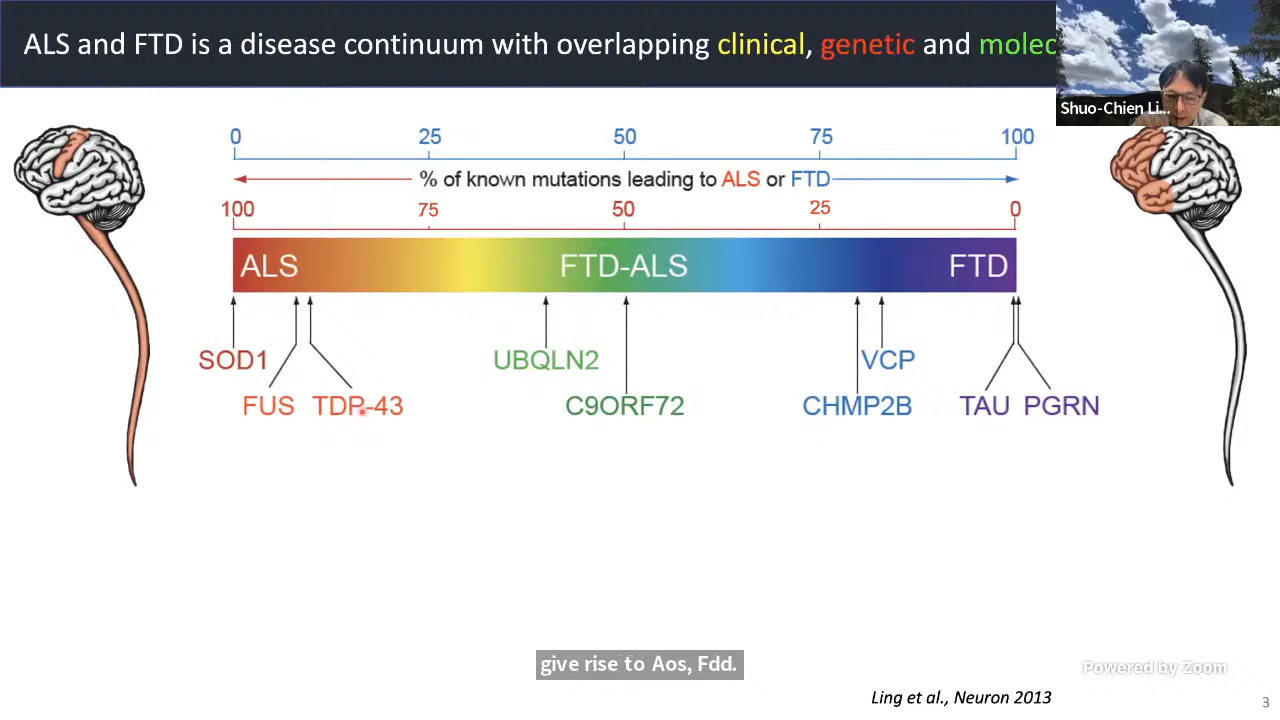 ALS and FTD is a disease continuum with overlapping clinical, genetic and molec
Shuo-Chien Li...
0 25 50 75 100
% of known mutations leading to ALS or FTD
100 75 50 25 0
ALS FTD-ALS FTD
SOD1 UBQLN2 VCP
FUS TDP-43 C9ORF72 CHMP2B TAU PGRN
give rise to Aos, Fdd.
Powered by Zoom
Ling et al., Neuron 2013
3